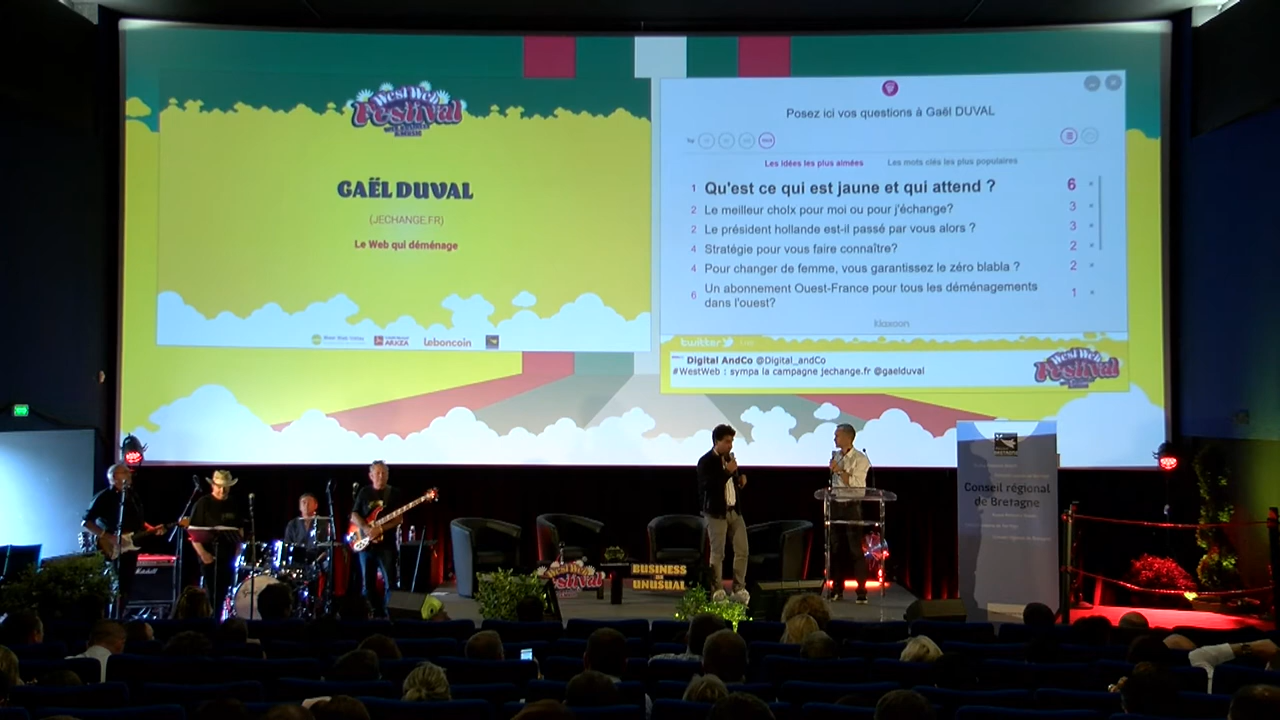 West Web
Festival
GAËL DUVAL
(JECHANGE.FR)
Le Web qui déménage
ARKEA
leboncoin
Posez ici vos questions à Gaël DUVAL
Les idées les plus aimées
Les mots clés les plus populaires
1 Qu'est ce qui est jaune et qui attend ? 6
2 Le meilleur choIx pour moi ou pour j'échange? 3
2 Le président hollande est-il passé par vous alors ? 3
4 Stratégie pour vous faire connaître? 2
4 Pour changer de femme, vous garantissez le zéro blabla ? 2
6 Un abonnement Ouest-France pour tous les déménagements
dans l'ouest? 1
klaxoon
twitter
Digital AndCo @Digital_andCo
#WestWeb : sympa la campagne jechange.fr @gaelduval
West Web
Festival
Conseil régional
de Bretagne
West Web
Festival
BUSINESS
UNUSUAL
Marshall